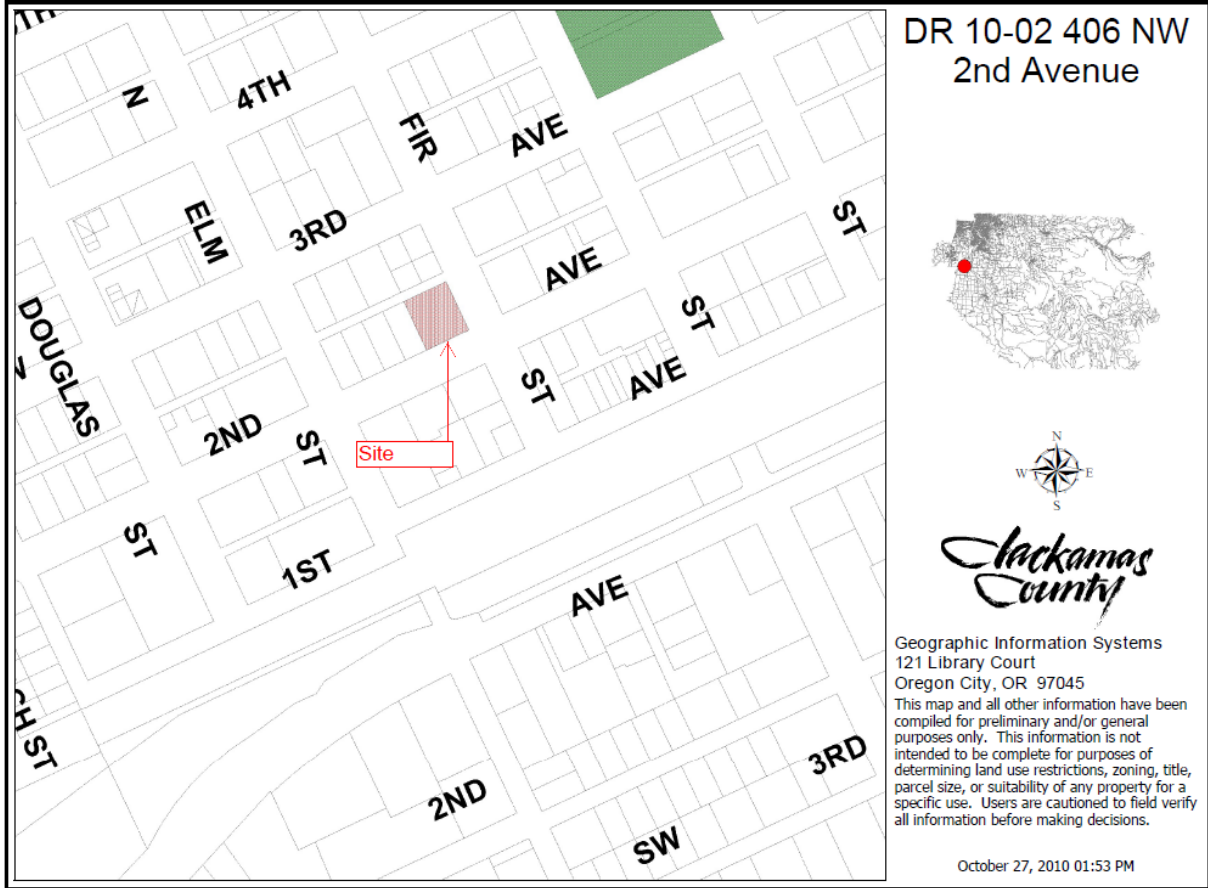 TH
N
4TH
FIR
AVE
ELM
3RD
AVE
ST
DOUGLAS
ST
2ND
ST
ST
AVE
Site
ST
1ST
AVE
CH ST
2ND
3RD
SW
DR 10-02 406 NW
2nd Avenue
N
W E
S
Clackamas
County
Geographic Information Systems
121 Library Court
Oregon City, OR 97045
This map and all other information have been
compiled for preliminary and/or general
purposes only. This information is not
intended to be complete for purposes of
determining land use restrictions, zoning, title,
parcel size, or suitability of any property for a
specific use. Users are cautioned to field verify
all information before making decisions.
October 27, 2010 01:53 PM